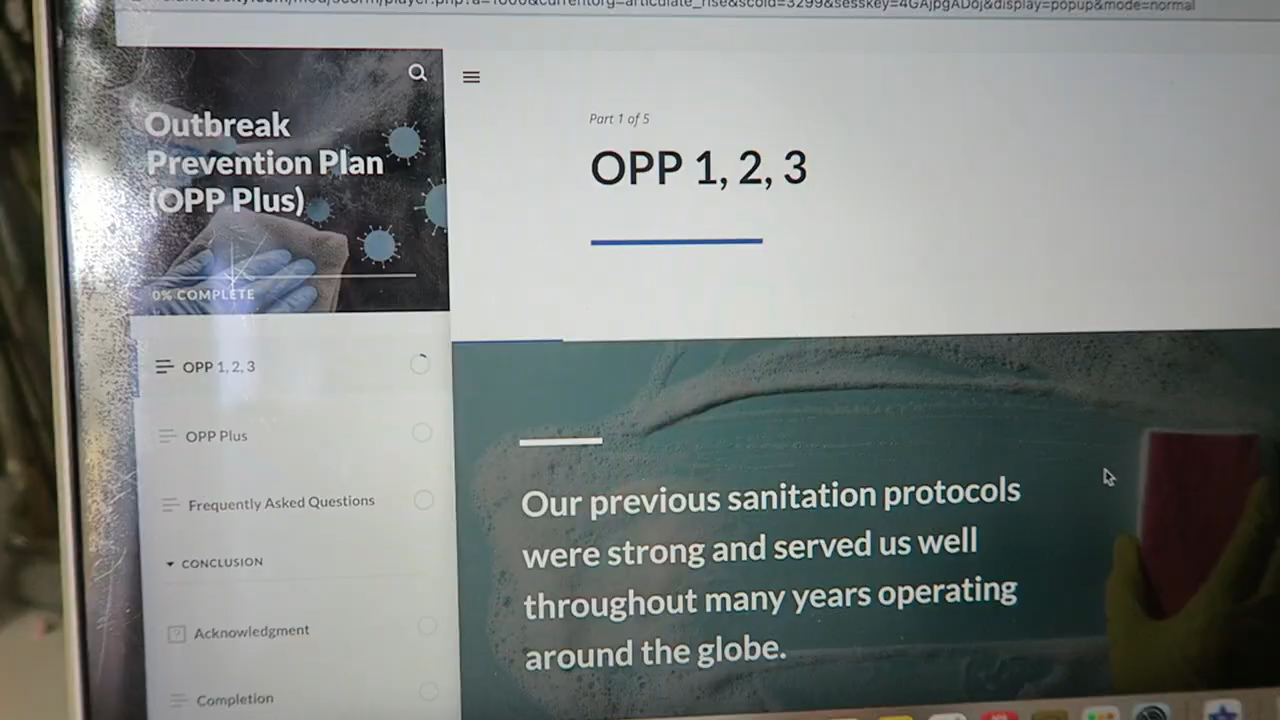 Outbreak
Prevention Plan
(OPP Plus)
0% COMPLETE
OPP 1, 2, 3
OPP Plus
Frequently Asked Questions
CONCLUSION
Acknowledgment
Completion
Part 1 of 5
OPP 1, 2, 3
Our previous sanitation protocols
were strong and served us well
throughout many years operating
around the globe.